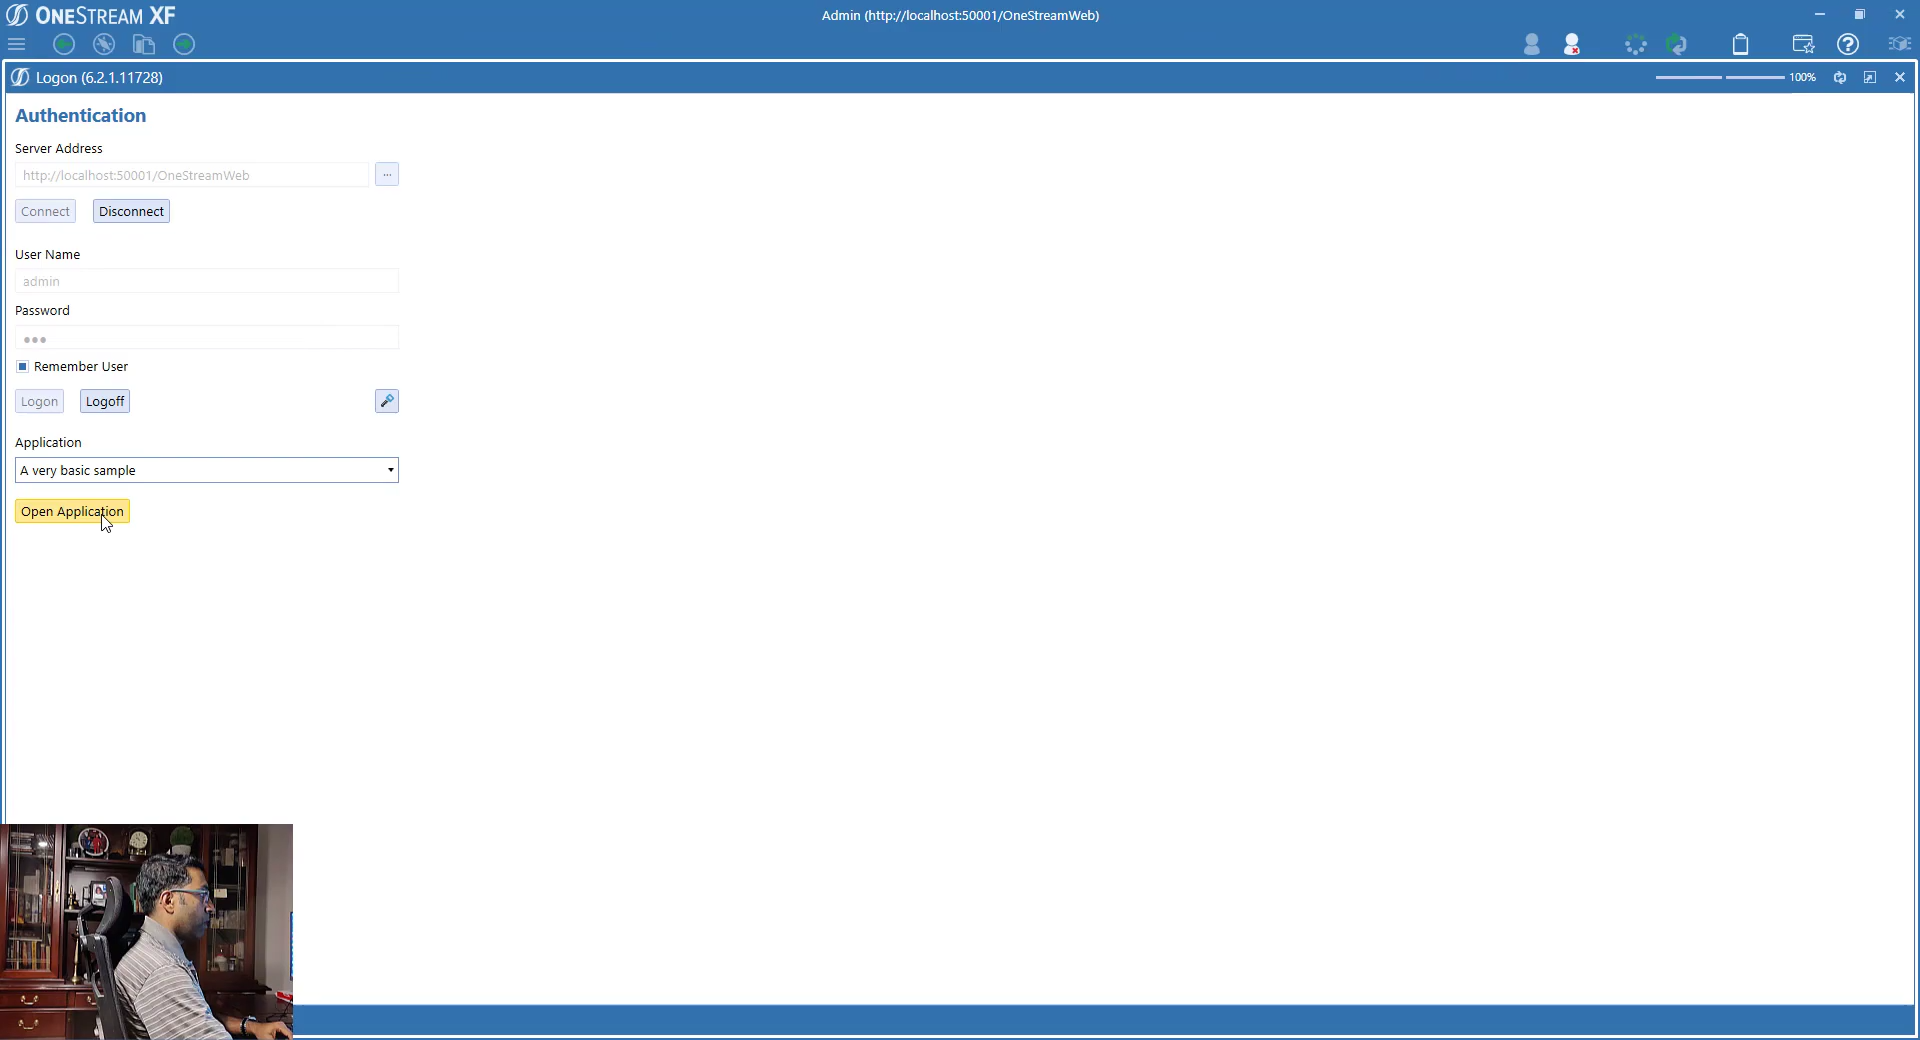 ONESTREAM XF
Admin (http://localhost:50001/OneStreamWeb)
Logon (6.2.1.11728)
100%
Authentication
Server Address
http://localhost:50001/OneStreamWeb
...
Connect
Disconnect
User Name
admin
Password
Remember User
Logon
Logoff
Application
A very basic sample
Open Application